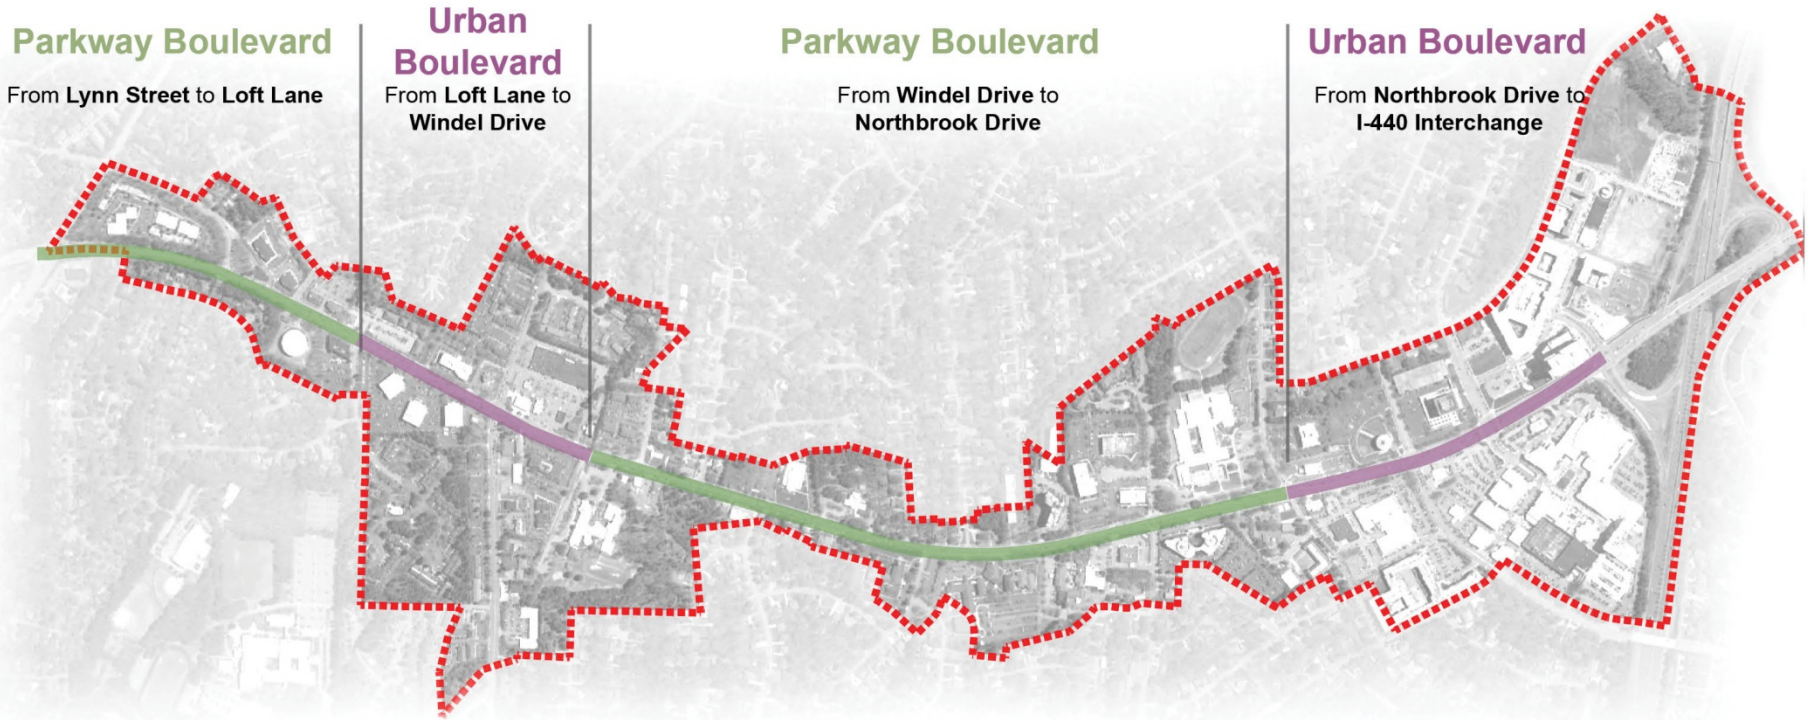 Parkway Boulevard
From Lynn Street to Loft Lane
Urban
Boulevard
From Loft Lane to
Windel Drive
Parkway Boulevard
From Windel Drive to
Northbrook Drive
Urban Boulevard
From Northbrook Drive to
I-440 Interchange